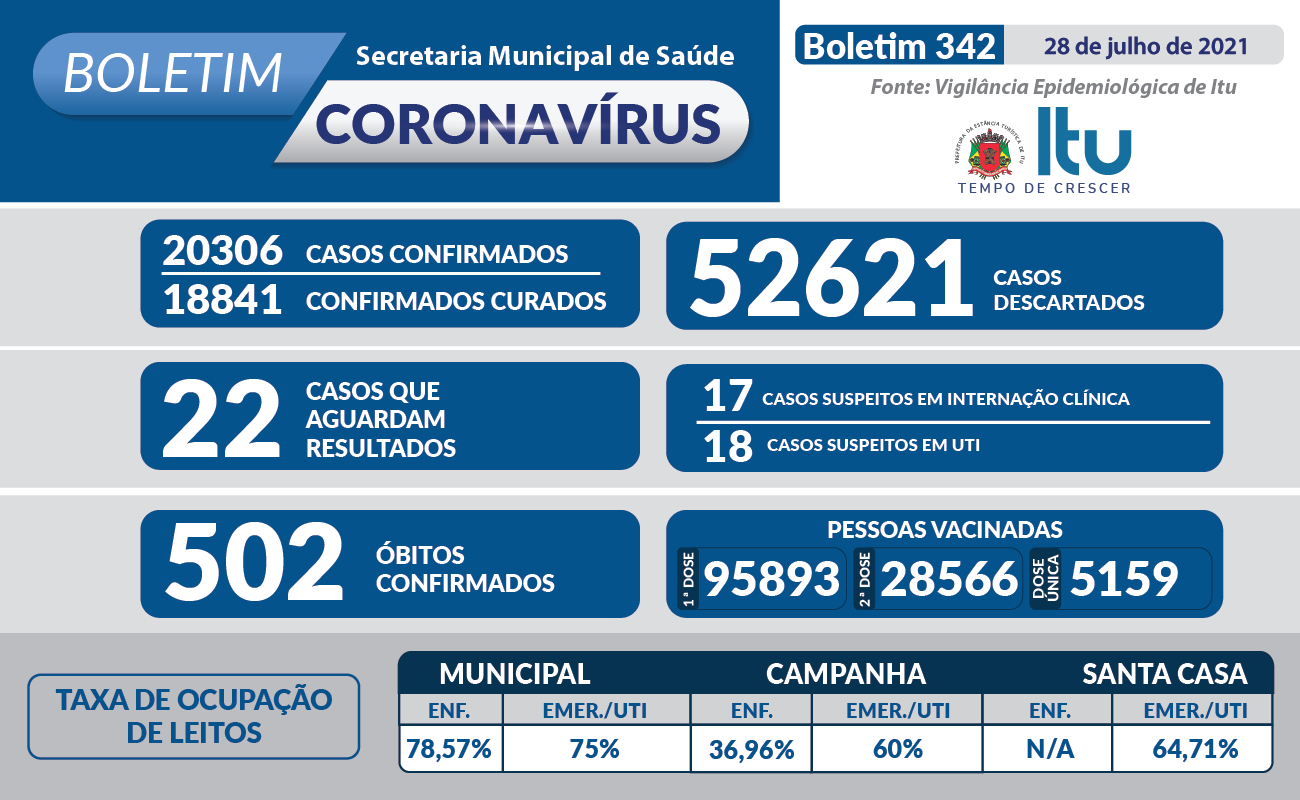 BOLETIM
Secretaria Municipal de Saúde
CORONAVÍRUS
Boletim 342
28 de julho de 2021
Fonte: Vigilância Epidemiológica de Itu
PREFEITURA DA ESTÂNCIA TURÍSTICA DE ITU
Itu
TEMPO DE CRESCER
20306 CASOS CONFIRMADOS
18841 CONFIRMADOS CURADOS
52621 CASOS
DESCARTADOS
22 CASOS QUE
AGUARDAM
RESULTADOS
17 CASOS SUSPEITOS EM INTERNAÇÃO CLÍNICA
18 CASOS SUSPEITOS EM UTI
502 ÓBITOS
CONFIRMADOS
PESSOAS VACINADAS
1ª DOSE 95893
2ª DOSE 28566
DOSE
ÚNICA 5159
TAXA DE OCUPAÇÃO
DE LEITOS
MUNICIPAL CAMPANHA SANTA CASA
ENF. EMER./UTI ENF. EMER./UTI ENF. EMER./UTI
78,57% 75% 36,96% 60% N/A 64,71%